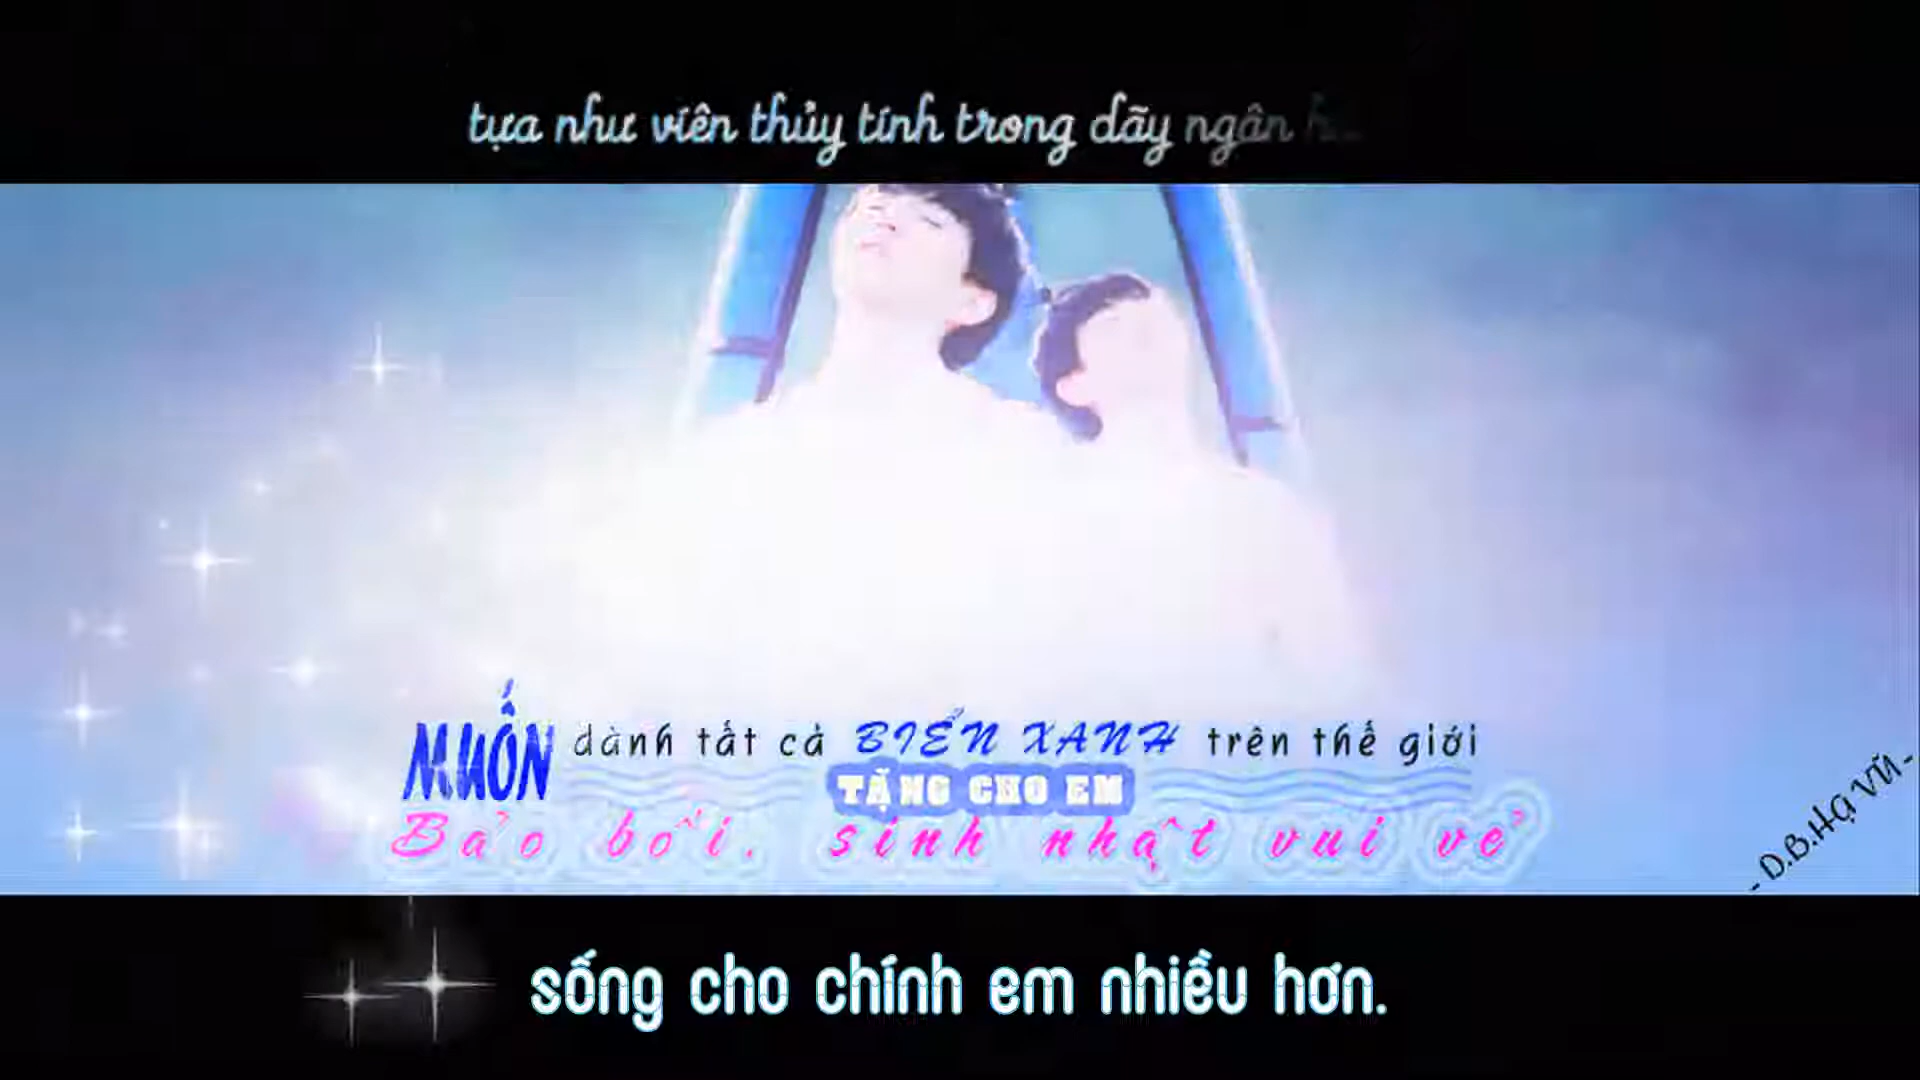 tựa như viên thủy tinh trong dãy ngân
MUỐN dành tất cả BIỂN XANH trên thế giới
TẶNG CHO EM
Bảo bối. sinh nhật vui vẻ
- D.B.HẠ VŨ -
sống cho chính em nhiều hơn.